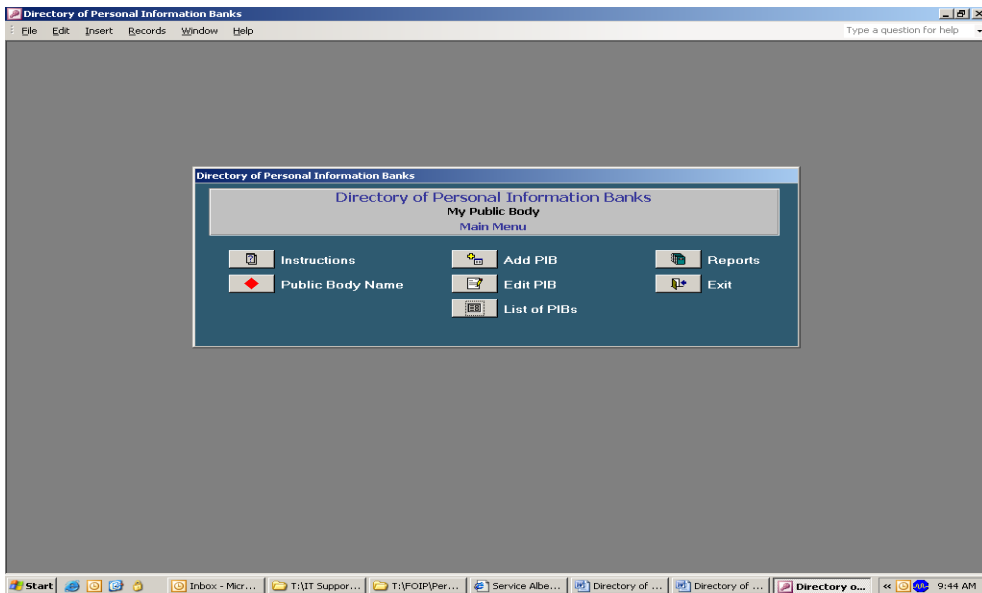 Directory of Personal Information Banks
File Edit Insert Records Window Help Type a question for help
Directory of Personal Information Banks
Directory of Personal Information Banks
My Public Body
Main Menu
Instructions Add PIB Reports
Public Body Name Edit PIB Exit
List of PIBs
Start Inbox - Micr... T:\IT Suppor... T:\FOIP\Per... Service Albe... Directory of ... Directory of ... Directory o... « 9:44 AM